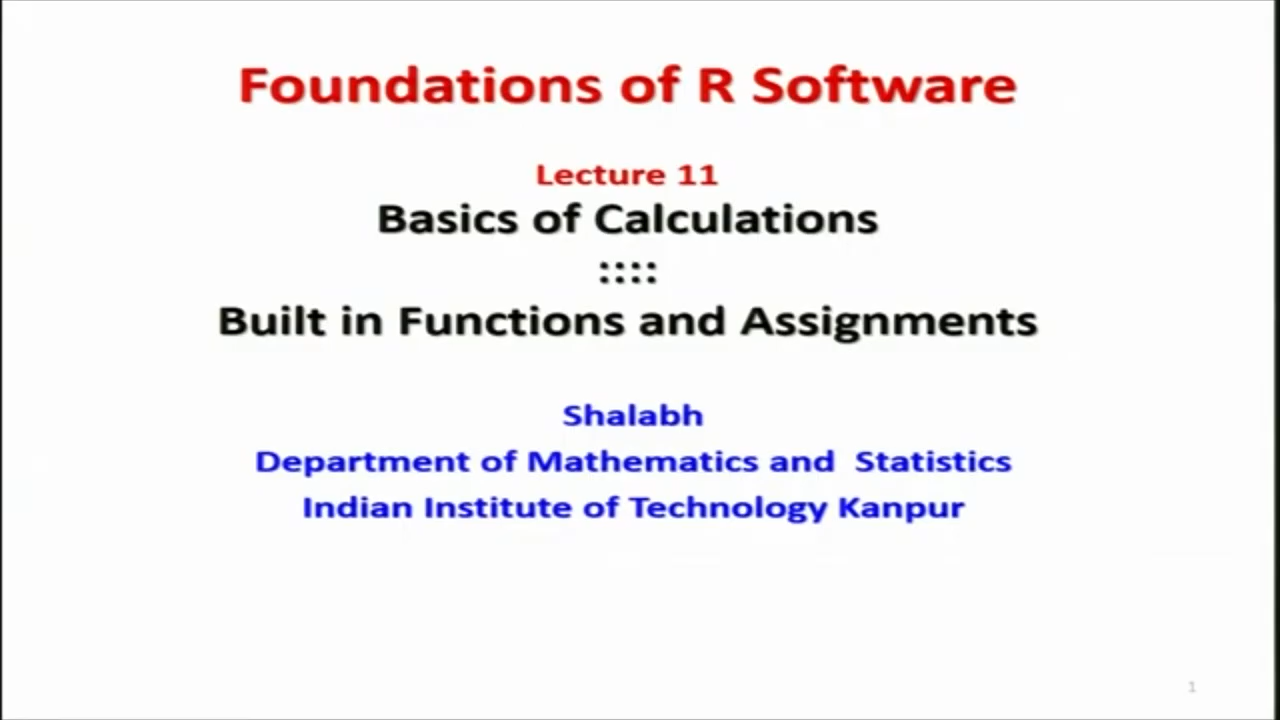 Foundations of R Software
Lecture 11
Basics of Calculations
::::
Built in Functions and Assignments
Shalabh
Department of Mathematics and Statistics
Indian Institute of Technology Kanpur
1